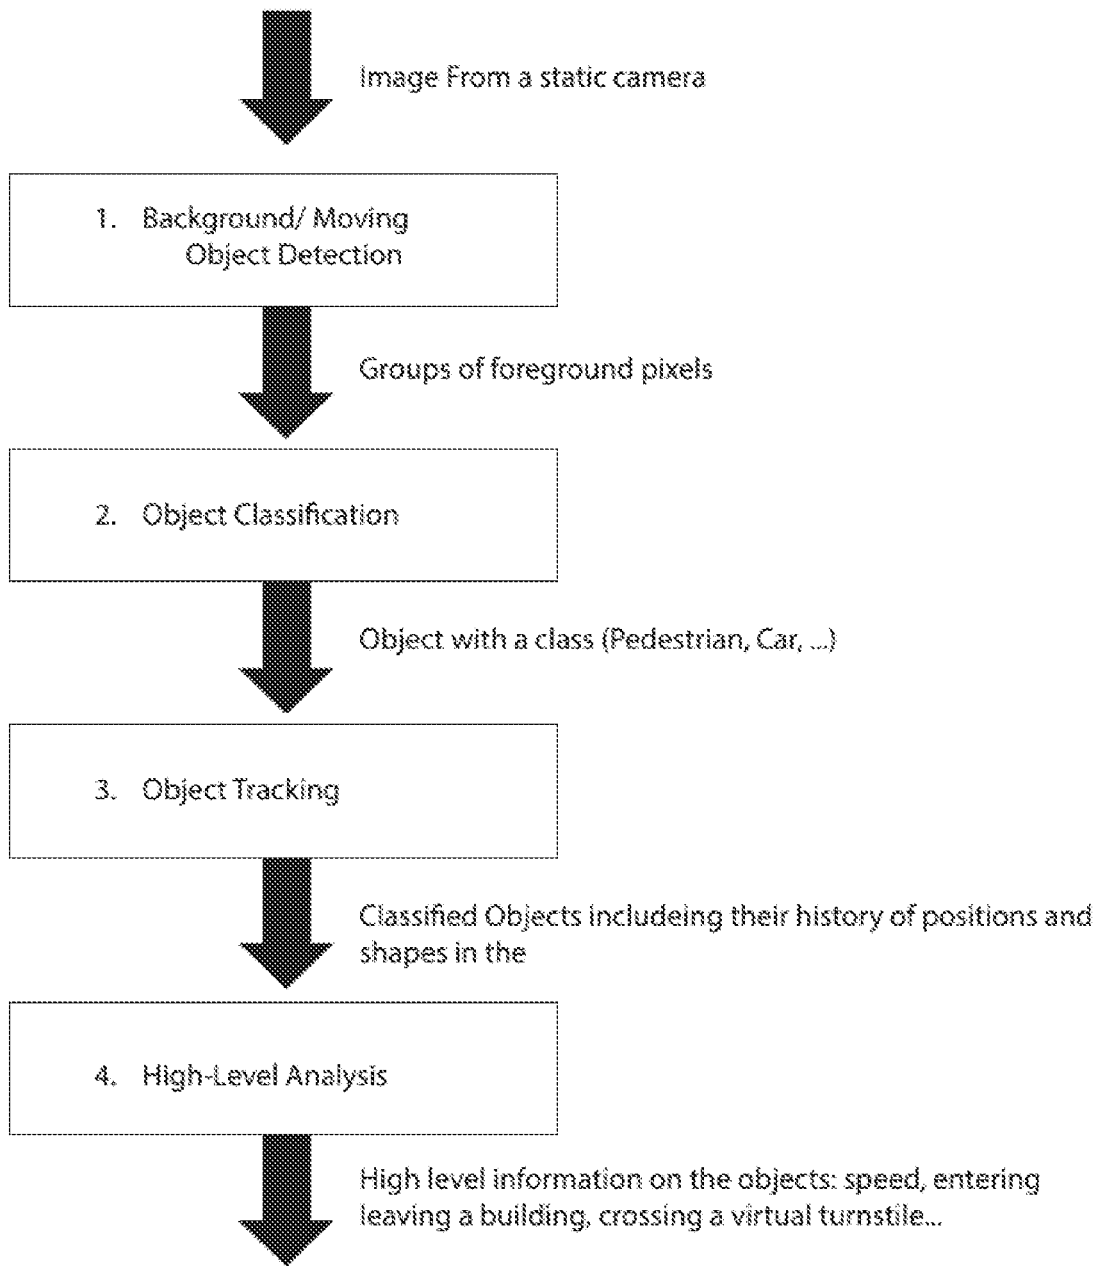 Image From a static camera
1. Background/ Moving
Object Detection
Groups of foreground pixels
2. Object Classification
Object with a class (Pedestrian, Car, ...)
3. Object Tracking
Classified Objects includeing their history of positions and
shapes in the
4. High-Level Analysis
High level information on the objects: speed, entering
leaving a building, crossing a virtual turnstile...